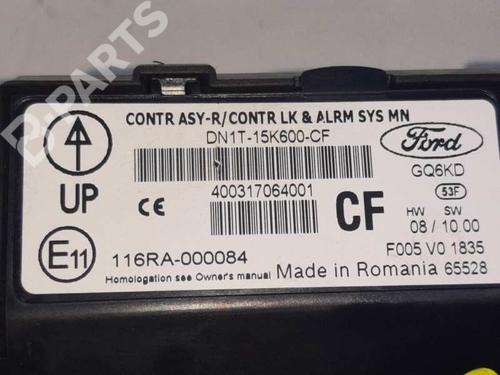 B-PARTS
CONTR ASY-R/CONTR LK & ALRM SYS MN
DN1T-15K600-CF
Ford
GQ6KD
UP
53F
CE
400317064001
CF
HW SW
08 / 10.00
E11
116RA-000084
F005 V0 1835
Homologation see Owner's manual
Made in Romania 65528